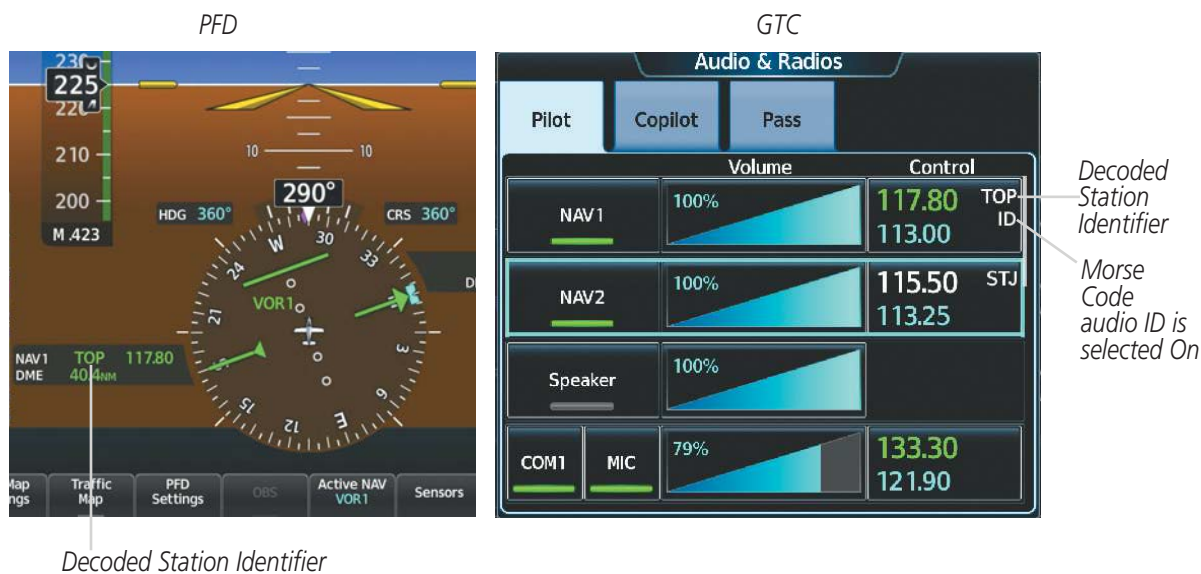 PFD
GTC
230
225
220
210
200
M .423
10 10
290°
HDG 360°
CRS 360°
W
30
33
24
21
VOR1
3
6
E
12
15
NAV1 TOP 117.80
DME 40.4NM
Traffic Map
PFD Settings
OBS
Active NAV
VOR1
Sensors
Decoded Station Identifier
Audio & Radios
Pilot
Copilot
Pass
Volume
Control
NAV1
100%
117.80 TOP
113.00 ID
NAV2
100%
115.50 STJ
113.25
Speaker
100%
COM1
MIC
79%
133.30
121.90
Decoded
Station
Identifier
Morse
Code
audio ID is
selected On